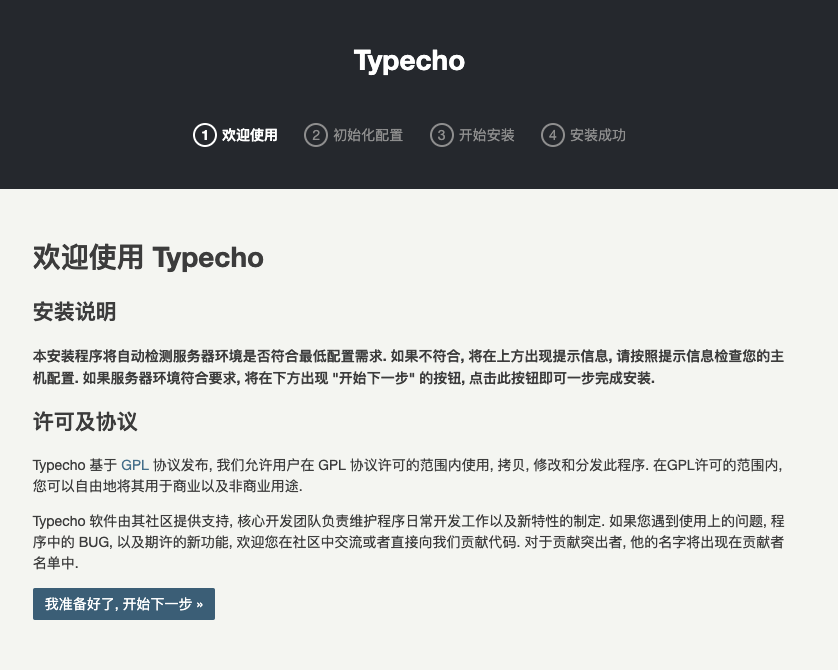 Typecho
1 欢迎使用 2 初始化配置 3 开始安装 4 安装成功
欢迎使用 Typecho
安装说明
本安装程序将自动检测服务器环境是否符合最低配置需求. 如果不符合, 将在上方出现提示信息, 请按照提示信息检查您的主
机配置. 如果服务器环境符合要求, 将在下方出现 "开始下一步" 的按钮, 点击此按钮即可一步完成安装.
许可及协议
Typecho 基于 GPL 协议发布, 我们允许用户在 GPL 协议许可的范围内使用, 拷贝, 修改和分发此程序. 在GPL许可的范围内,
您可以自由地将其用于商业以及非商业用途.
Typecho 软件由其社区提供支持, 核心开发团队负责维护程序日常开发工作以及新特性的制定. 如果您遇到使用上的问题, 程
序中的 BUG, 以及期许的新功能, 欢迎您在社区中交流或者直接向我们贡献代码. 对于贡献突出者, 他的名字将出现在贡献者
名单中.
我准备好了, 开始下一步 »